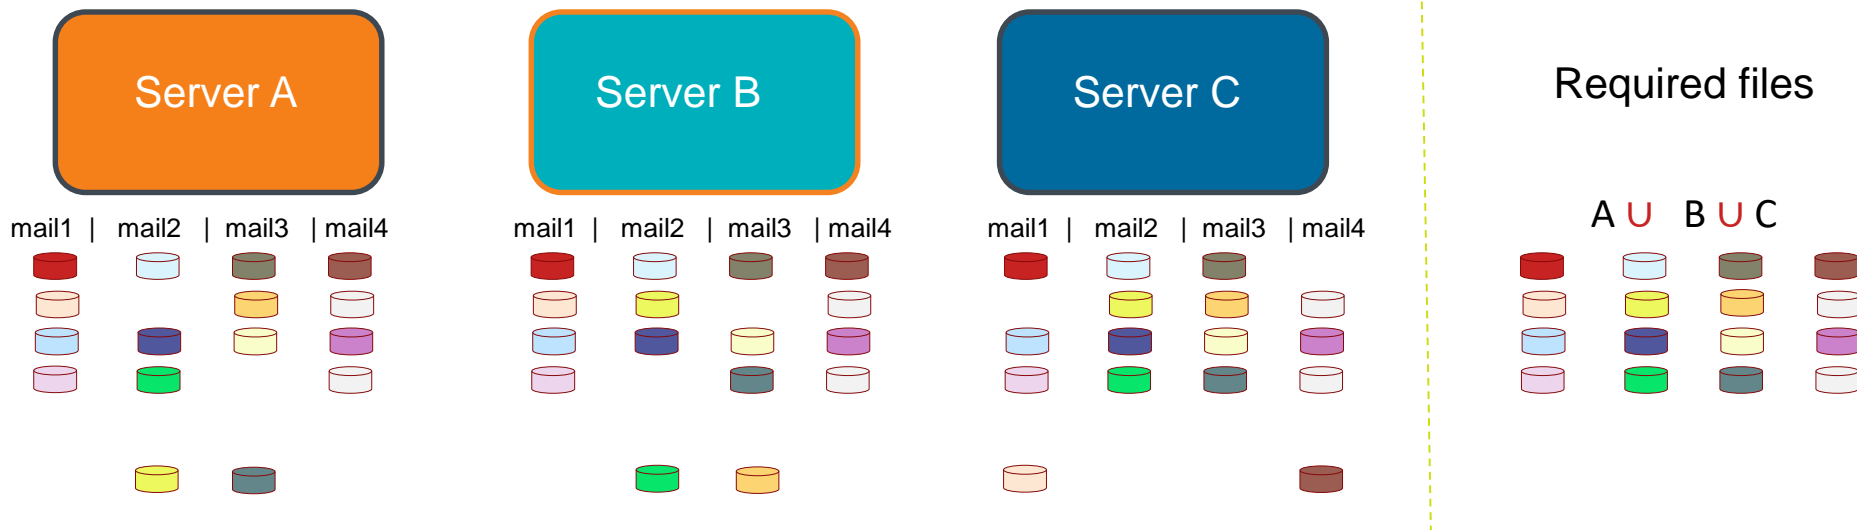 Server A
Server B
Server C
Required files
A ∪ B ∪ C
mail1 | mail2 | mail3 | mail4
mail1 | mail2 | mail3 | mail4
mail1 | mail2 | mail3 | mail4